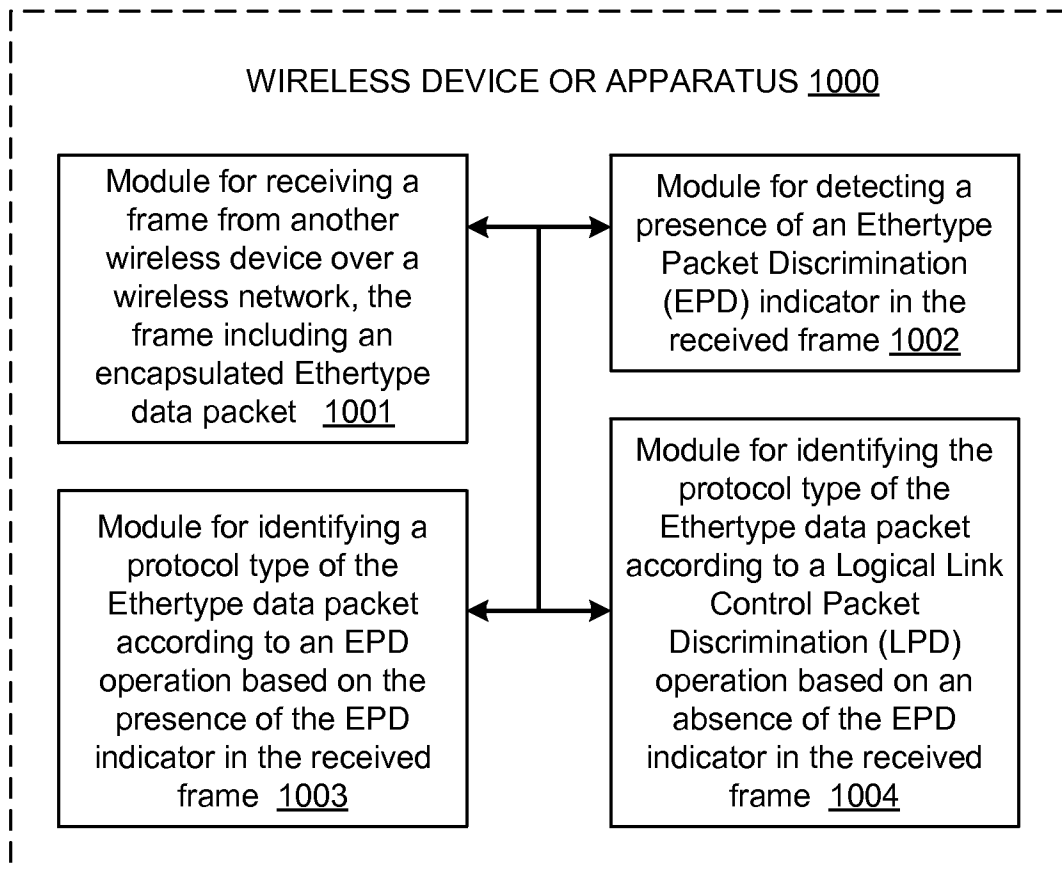 WIRELESS DEVICE OR APPARATUS 1000
Module for receiving a
frame from another
wireless device over a
wireless network, the
frame including an
encapsulated Ethertype
data packet 1001
Module for detecting a
presence of an Ethertype
Packet Discrimination
(EPD) indicator in the
received frame 1002
Module for identifying a
protocol type of the
Ethertype data packet
according to an EPD
operation based on the
presence of the EPD
indicator in the received
frame 1003
Module for identifying the
protocol type of the
Ethertype data packet
according to a Logical Link
Control Packet
Discrimination (LPD)
operation based on an
absence of the EPD
indicator in the received
frame 1004